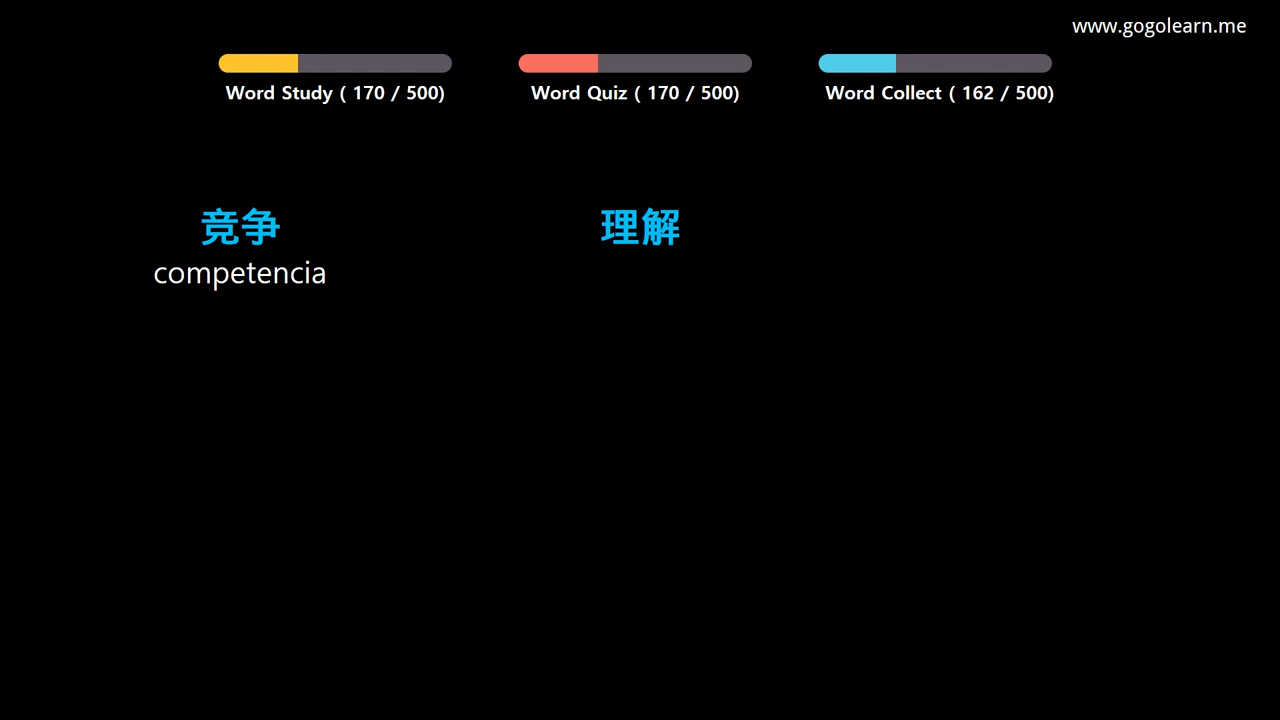 www.gogolearn.me
Word Study ( 170 / 500)
Word Quiz ( 170 / 500)
Word Collect ( 162 / 500)
竞争
competencia
理解